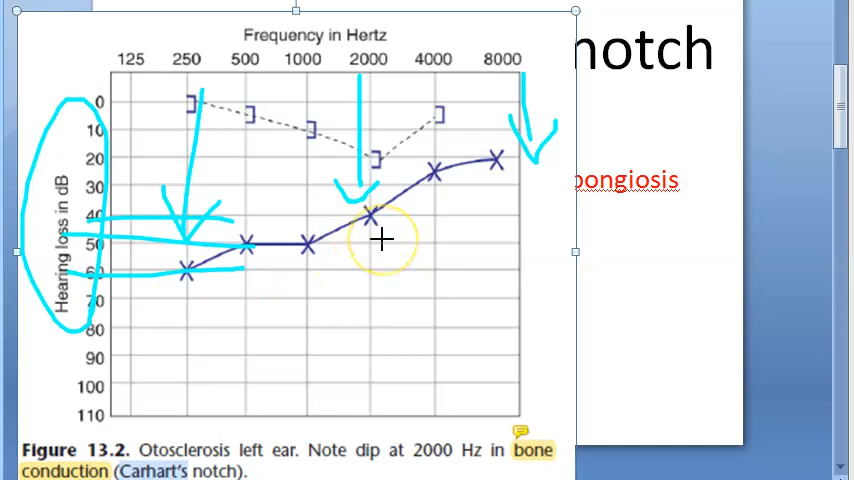 notch
Frequency in Hertz
125 250 500 1000 2000 4000 8000
Hearing loss in dB
0
10
20
30
40
50
60
70
80
90
100
110
pongiosis
Figure 13.2. Otosclerosis left ear. Note dip at 2000 Hz in bone
conduction (Carhart's notch).